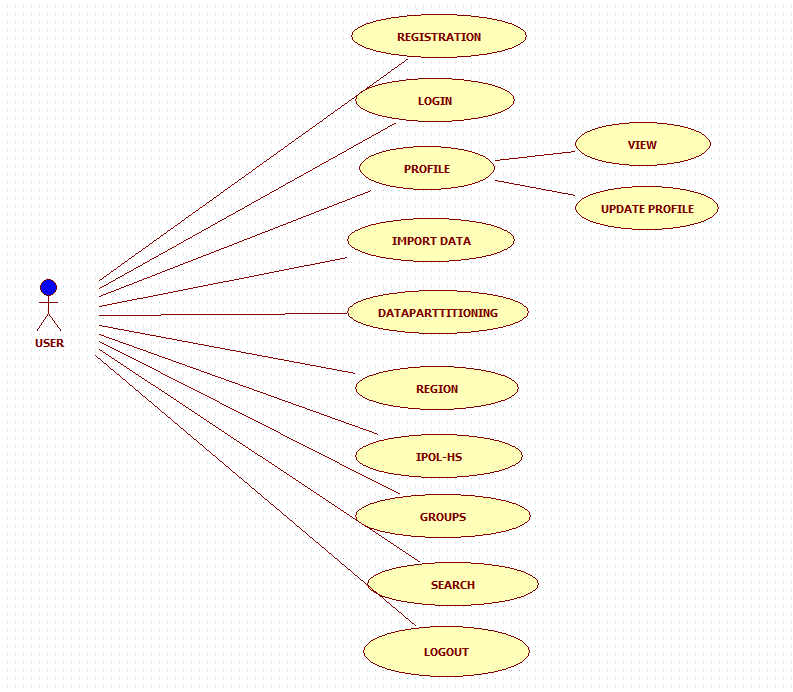 REGISTRATION
LOGIN
PROFILE
VIEW
UPDATE PROFILE
IMPORT DATA
DATAPARTTITIONING
USER
REGION
IPOL-HS
GROUPS
SEARCH
LOGOUT